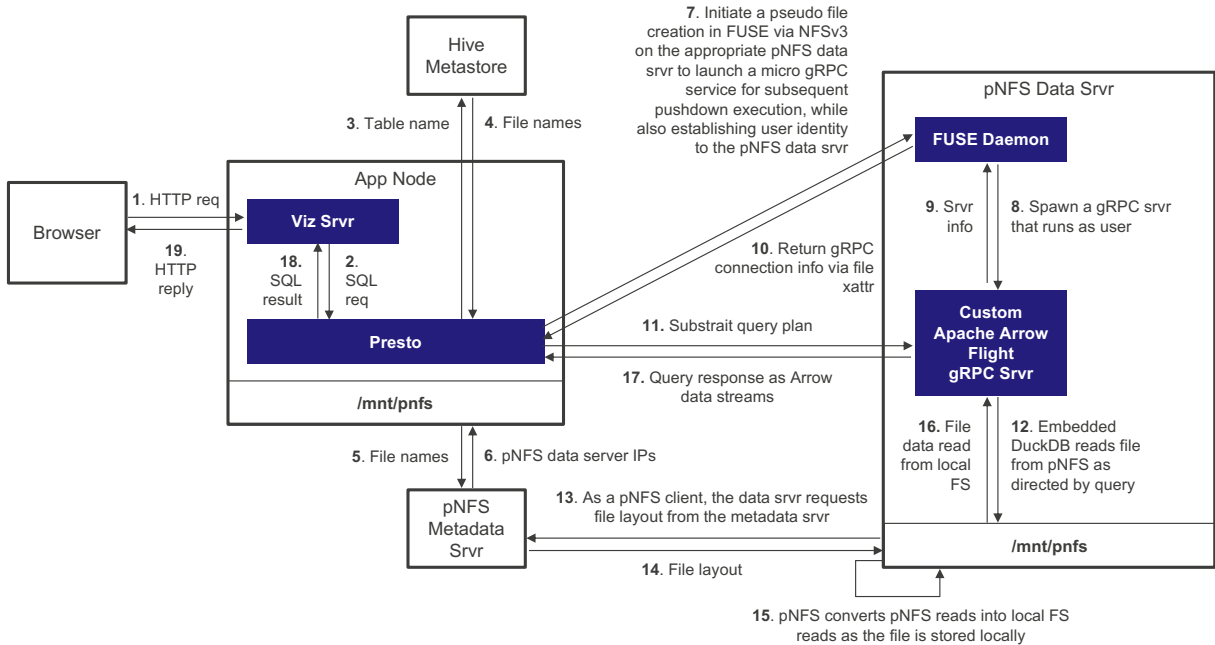 7. Initiate a pseudo file
creation in FUSE via NFSv3
on the appropriate pNFS data
srvr to launch a micro gRPC
service for subsequent
pushdown execution, while
also establishing user identity
to the pNFS data srvr
Hive
Metastore
pNFS Data Srvr
3. Table name
4. File names
FUSE Daemon
App Node
1. HTTP req
Viz Srvr
Browser
9. Srvr
info
8. Spawn a gRPC srvr
that runs as user
19.
HTTP
reply
18.
SQL
result
2.
SQL
req
10. Return gRPC
connection info via file
xattr
Presto
11. Substrait query plan
Custom
Apache Arrow
Flight
gRPC Srvr
17. Query response as Arrow
data streams
/mnt/pnfs
16. File
data read
from local
FS
12. Embedded
DuckDB reads file
from pNFS as
directed by query
5. File names
6. pNFS data server IPs
pNFS
Metadata
Srvr
13. As a pNFS client, the data srvr requests
file layout from the metadata srvr
/mnt/pnfs
14. File layout
15. pNFS converts pNFS reads into local FS
reads as the file is stored locally